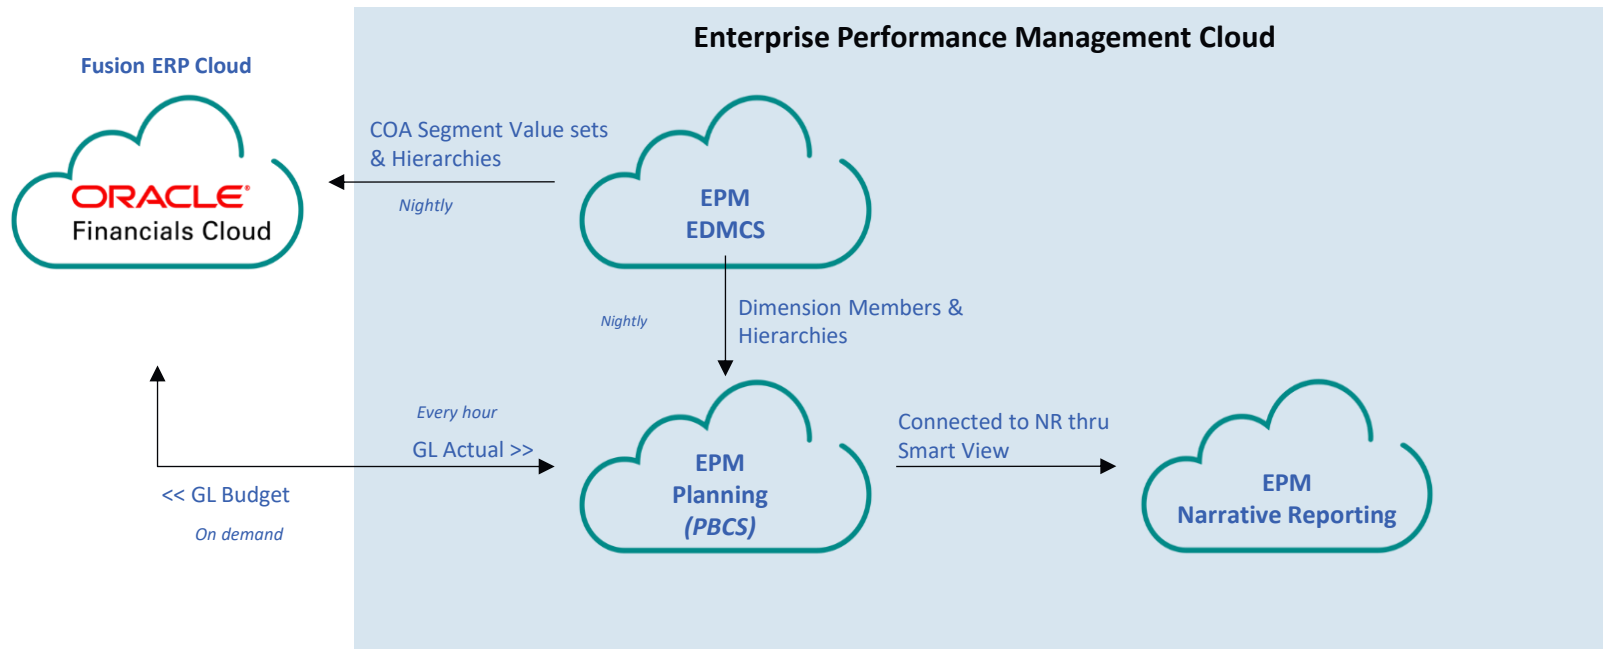 Enterprise Performance Management Cloud
Fusion ERP Cloud
ORACLE®
Financials Cloud
COA Segment Value sets
& Hierarchies
Nightly
EPM
EDMCS
Nightly
Dimension Members &
Hierarchies
Every hour
GL Actual >>
<< GL Budget
On demand
EPM
Planning
(PBCS)
Connected to NR thru
Smart View
EPM
Narrative Reporting